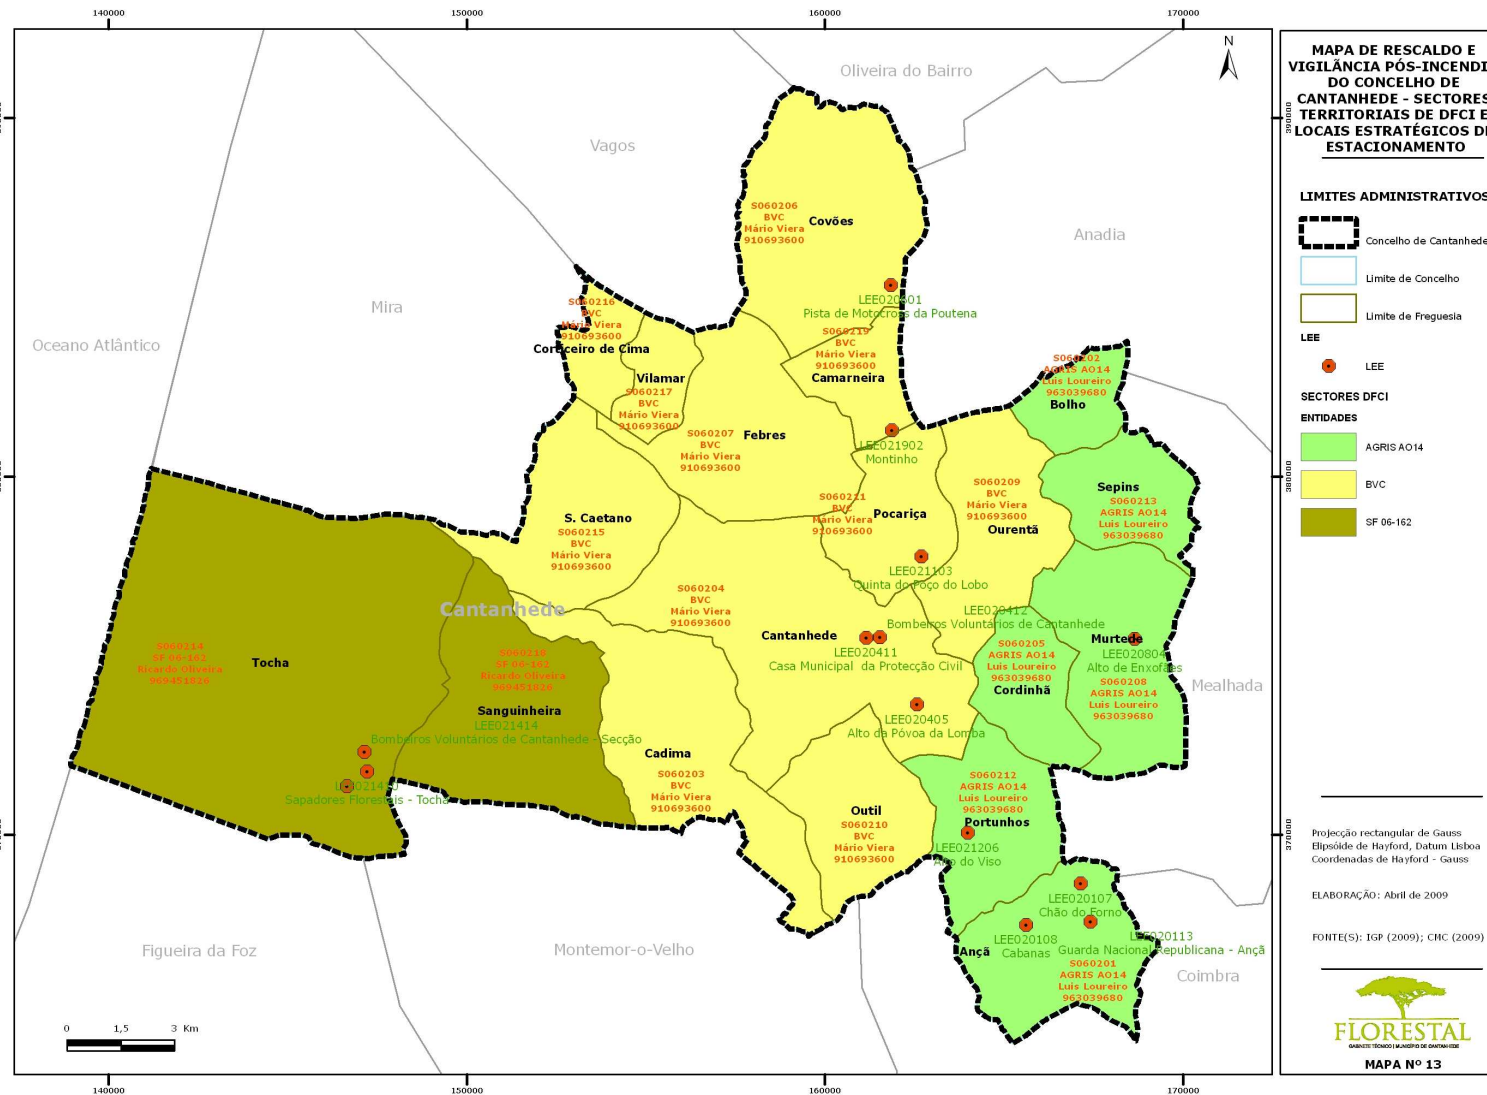 140000
150000
160000
170000
N
Oliveira do Bairro
Vagos
Anadia
Mira
Oceano Atlântico
Mealhada
Coimbra
Montemor-o-Velho
Figueira da Foz
Cantanhede
S060206
BVC
Mário Viera
910693600
Covões
LEE020601
Pista de Motocross da Poutena
S060216
BVC
Mário Viera
910693600
Corticeiro de Cima
Vilamar
S060217
BVC
Mário Viera
910693600
S060219
BVC
Mário Viera
910693600
Camarneira
S060202
AGRIS AO14
Luis Loureiro
963039680
Bolho
Febres
S060207
BVC
Mário Viera
910693600
LEE021902
Montinho
Sepins
S060213
AGRIS AO14
Luis Loureiro
963039680
S060209
BVC
Mário Viera
910693600
Ourentã
S060211
BVC
Mário Viera
910693600
Pocariça
LEE021103
Quinta do Poço do Lobo
S. Caetano
S060215
BVC
Mário Viera
910693600
S060204
BVC
Mário Viera
910693600
Cantanhede
LEE020412
Bombeiros Voluntários de Cantanhede
LEE020411
Casa Municipal da Protecção Civil
LEE020405
Alto da Póvoa da Lomba
S060205
AGRIS AO14
Luis Loureiro
963039680
Cordinhã
Murtede
LEE020804
Alto de Enxofães
S060208
AGRIS AO14
Luis Loureiro
963039680
S060214
SF 06-162
Ricardo Oliveira
969451826
Tocha
S060218
SF 06-162
Ricardo Oliveira
969451826
Sanguinheira
LEE021414
Bombeiros Voluntários de Cantanhede - Secção
Sapadores Florestais - Tocha
Cadima
S060203
BVC
Mário Viera
910693600
Outil
S060210
BVC
Mário Viera
910693600
S060212
AGRIS AO14
Luis Loureiro
963039680
Portunhos
LEE021206
Alto do Viso
LEE020107
Chão do Forno
LEE020108
Cabanas
LEE020113
Guarda Nacional Republicana - Ançã
Ançã
S060201
AGRIS AO14
Luis Loureiro
963039680
0 1,5 3 Km
140000
150000
160000
170000
390000
380000
370000
MAPA DE RESCALDO E
VIGILÂNCIA PÓS-INCENDI
DO CONCELHO DE
CANTANHEDE - SECTORES
TERRITORIAIS DE DFCI E
LOCAIS ESTRATÉGICOS D
ESTACIONAMENTO
LIMITES ADMINISTRATIVOS
Concelho de Cantanhede
Limite de Concelho
Limite de Freguesia
LEE
LEE
SECTORES DFCI
ENTIDADES
AGRIS AO14
BVC
SF 06-162
Projecção rectangular de Gauss
Elipsóide de Hayford, Datum Lisboa
Coordenadas de Hayford - Gauss
ELABORAÇÃO: Abril de 2009
FONTE(S): IGP (2009); CMC (2009)
FLORESTAL
GABINETE TÉCNICO | MUNICÍPIO DE CANTANHEDE
MAPA Nº 13